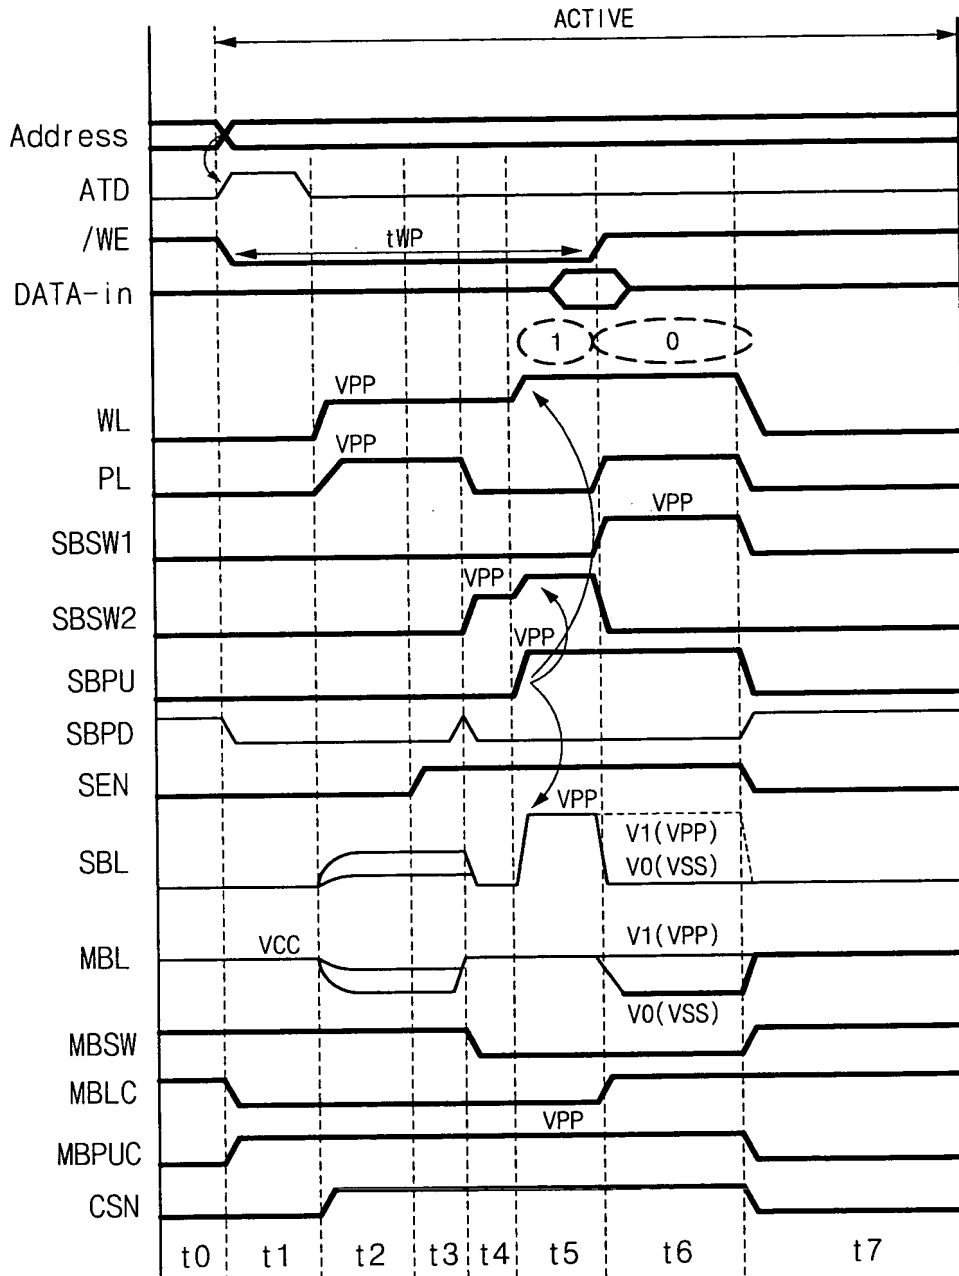 ACTIVE
Address
ATD
/WE
tWP
DATA-in
1 0
VPP
WL
VPP
PL
VPP
SBSW1
VPP
SBSW2
VPP
SBPU
SBPD
SEN
VPP
V1(VPP)
SBL
V0(VSS)
VCC
V1(VPP)
MBL
V0(VSS)
MBSW
MBLC
VPP
MBPUC
CSN
t0 t1 t2 t3 t4 t5 t6 t7